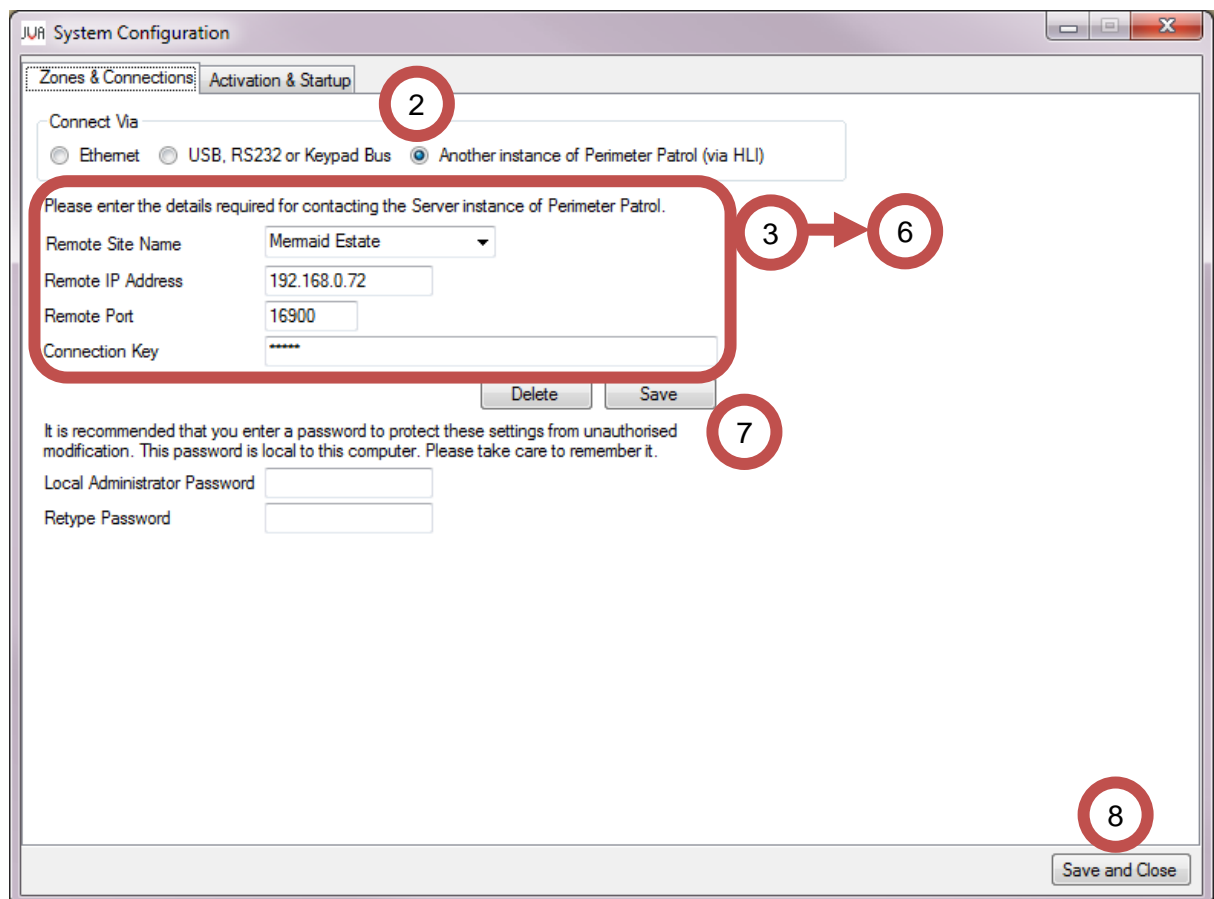 JVA System Configuration
Zones & Connections Activation & Startup
2
Connect Via
Ethernet USB, RS232 or Keypad Bus Another instance of Perimeter Patrol (via HLI)
Please enter the details required for contacting the Server instance of Perimeter Patrol.
3 6
Remote Site Name Mermaid Estate
Remote IP Address 192.168.0.72
Remote Port 16900
Connection Key *****
Delete Save
7
It is recommended that you enter a password to protect these settings from unauthorised
modification. This password is local to this computer. Please take care to remember it.
Local Administrator Password
Retype Password
8
Save and Close